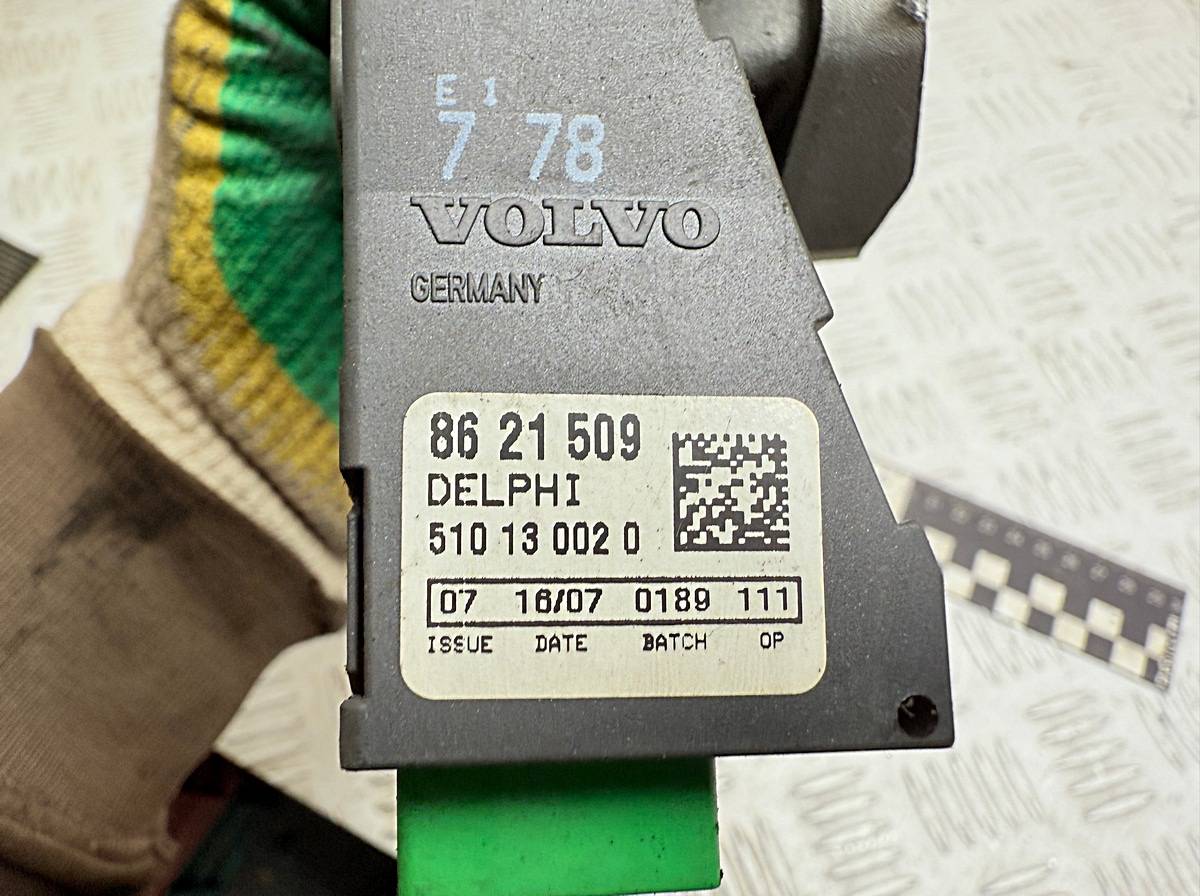 E 1
7 78
VOLVO
GERMANY
86 21 509
DELPHI
510 13 002 0
07 16/07 0189 111
ISSUE DATE BATCH OP